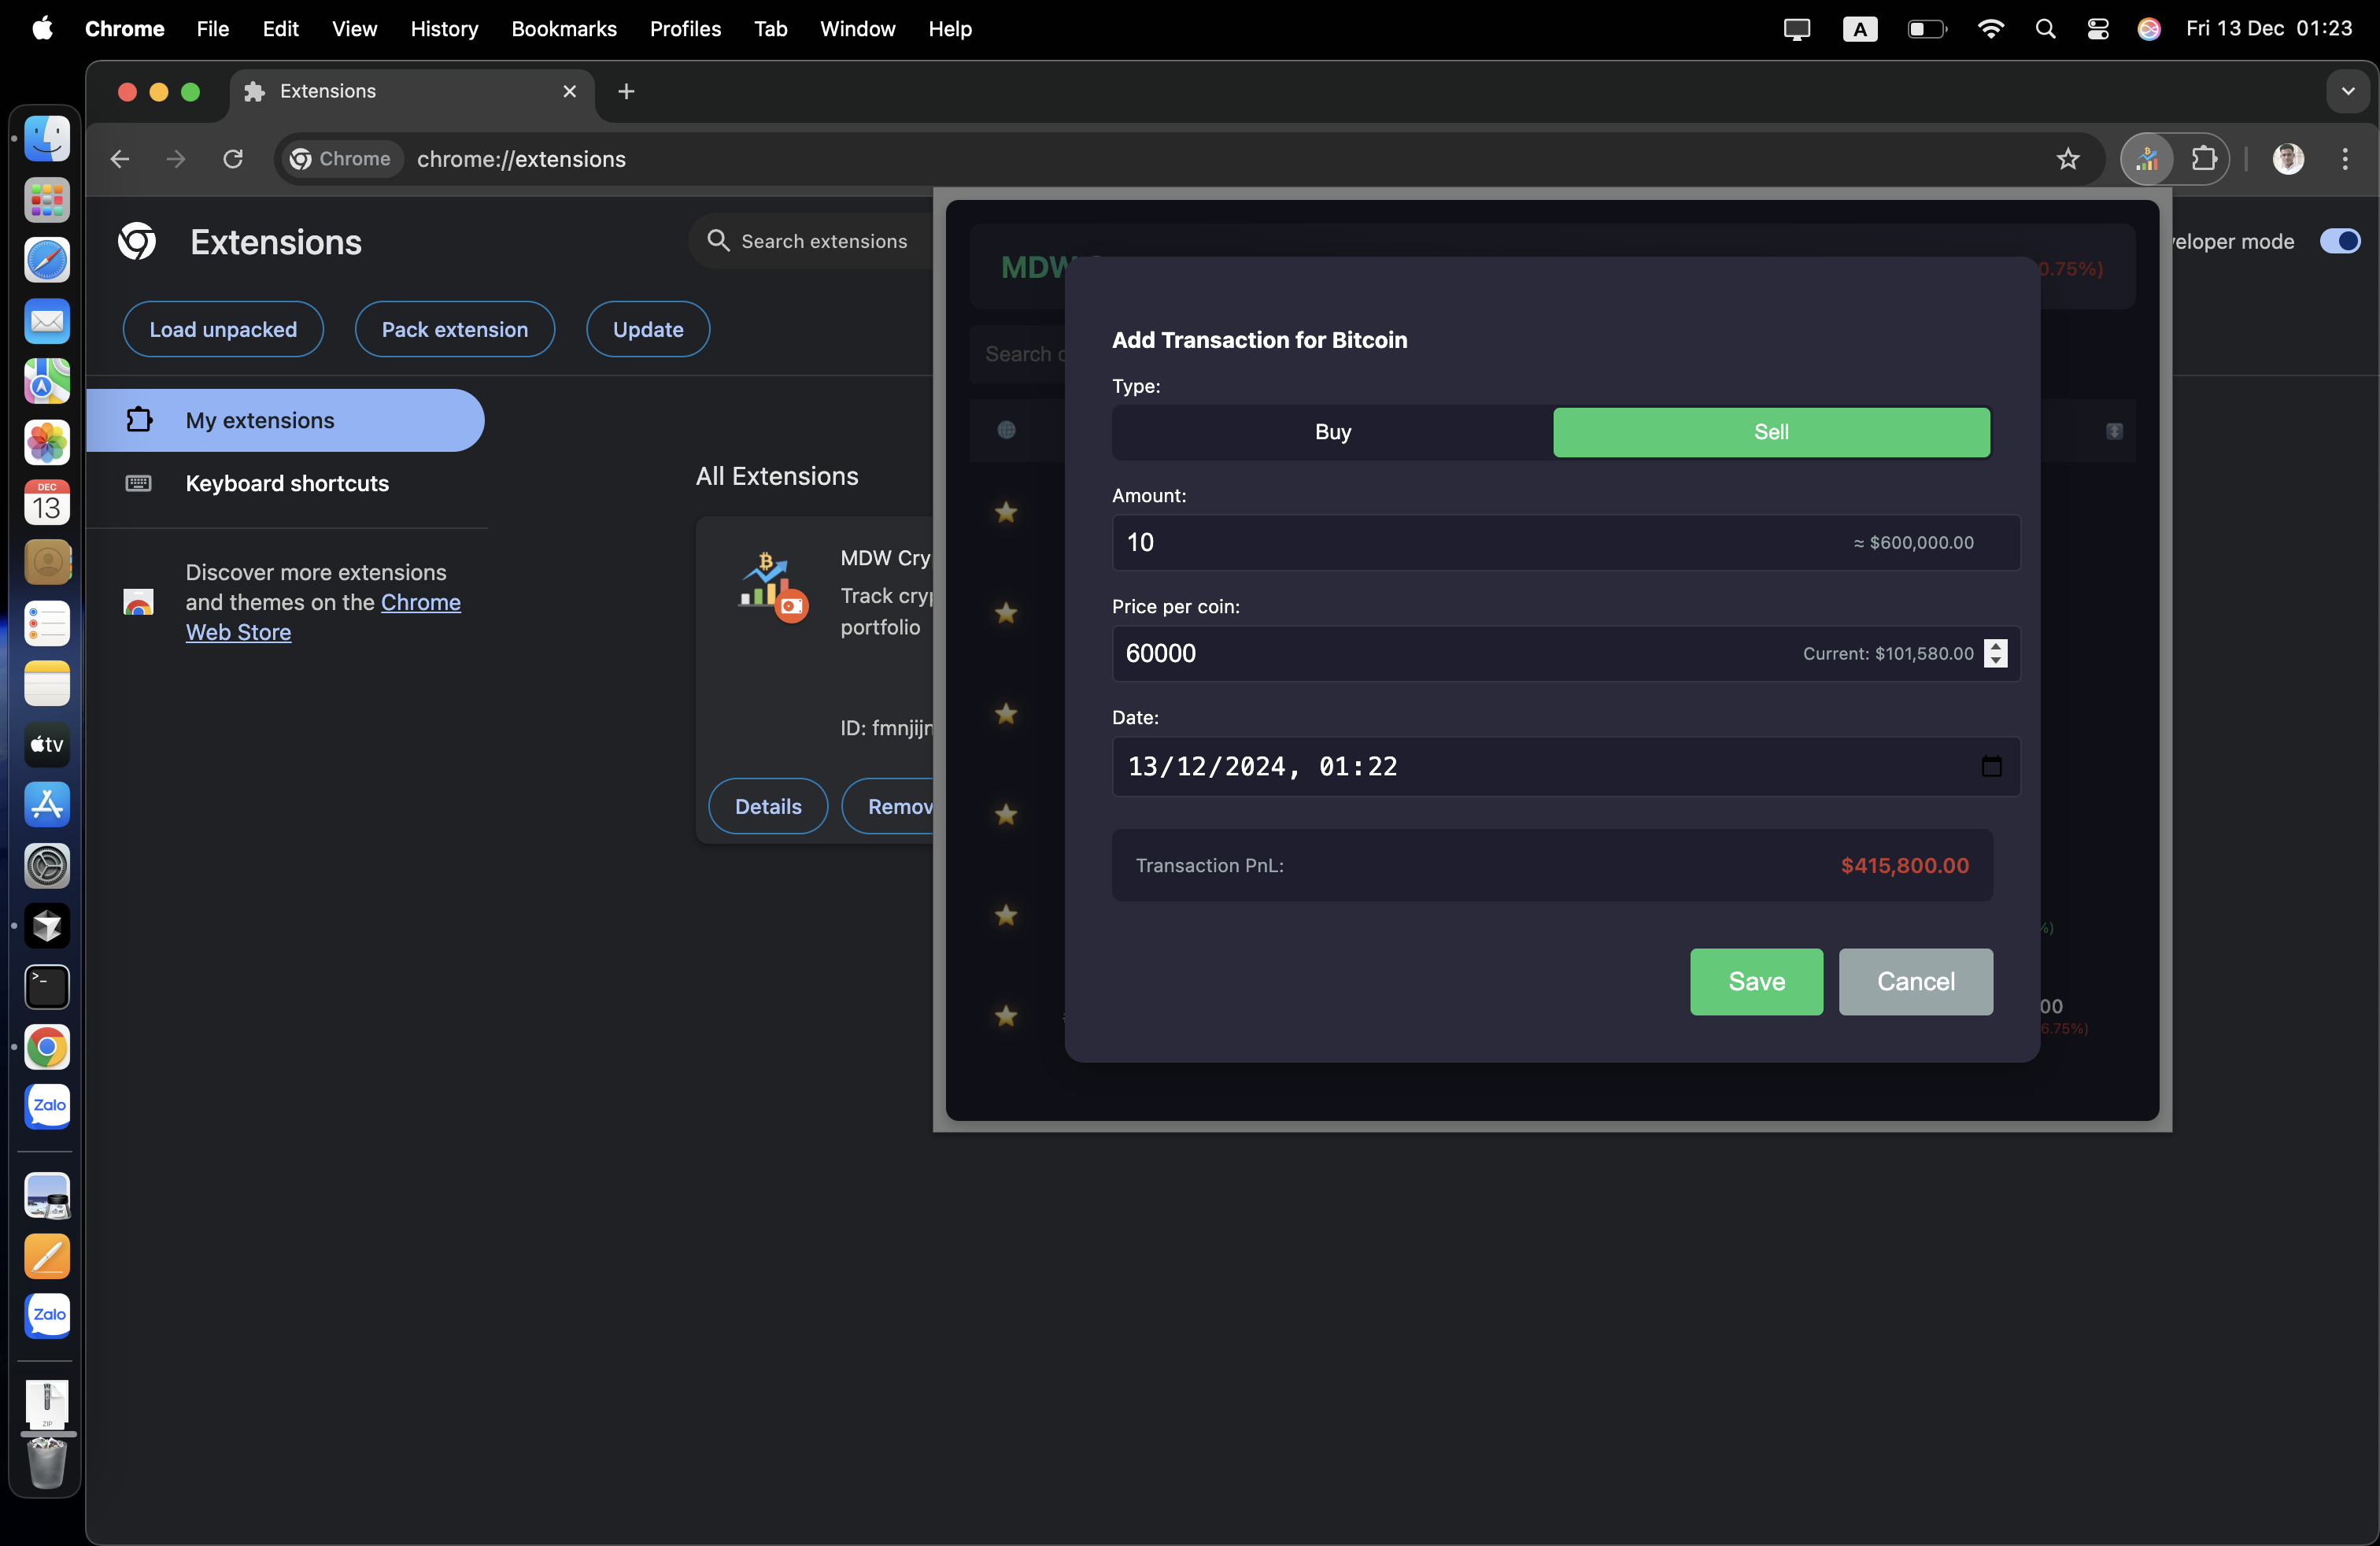 Chrome File Edit View History Bookmarks Profiles Tab Window Help A Fri 13 Dec 01:23
Extensions
Chrome chrome://extensions
Extensions
Search extensions
eloper mode
Load unpacked Pack extension Update
My extensions
Keyboard shortcuts
Discover more extensions
and themes on the Chrome
Web Store
All Extensions
MDW Cry
Track cry
portfolio
ID: fmnjijn
Details Remov
MDW
0.75%)
Search
Add Transaction for Bitcoin
Type:
Buy Sell
Amount:
10 ≈ $600,000.00
Price per coin:
60000 Current: $101,580.00
Date:
13/12/2024, 01:22
Transaction PnL: $415,800.00
%)
Save Cancel
00
6.75%)
DEC
13
tv
>_
Zalo
Zalo
ZIP